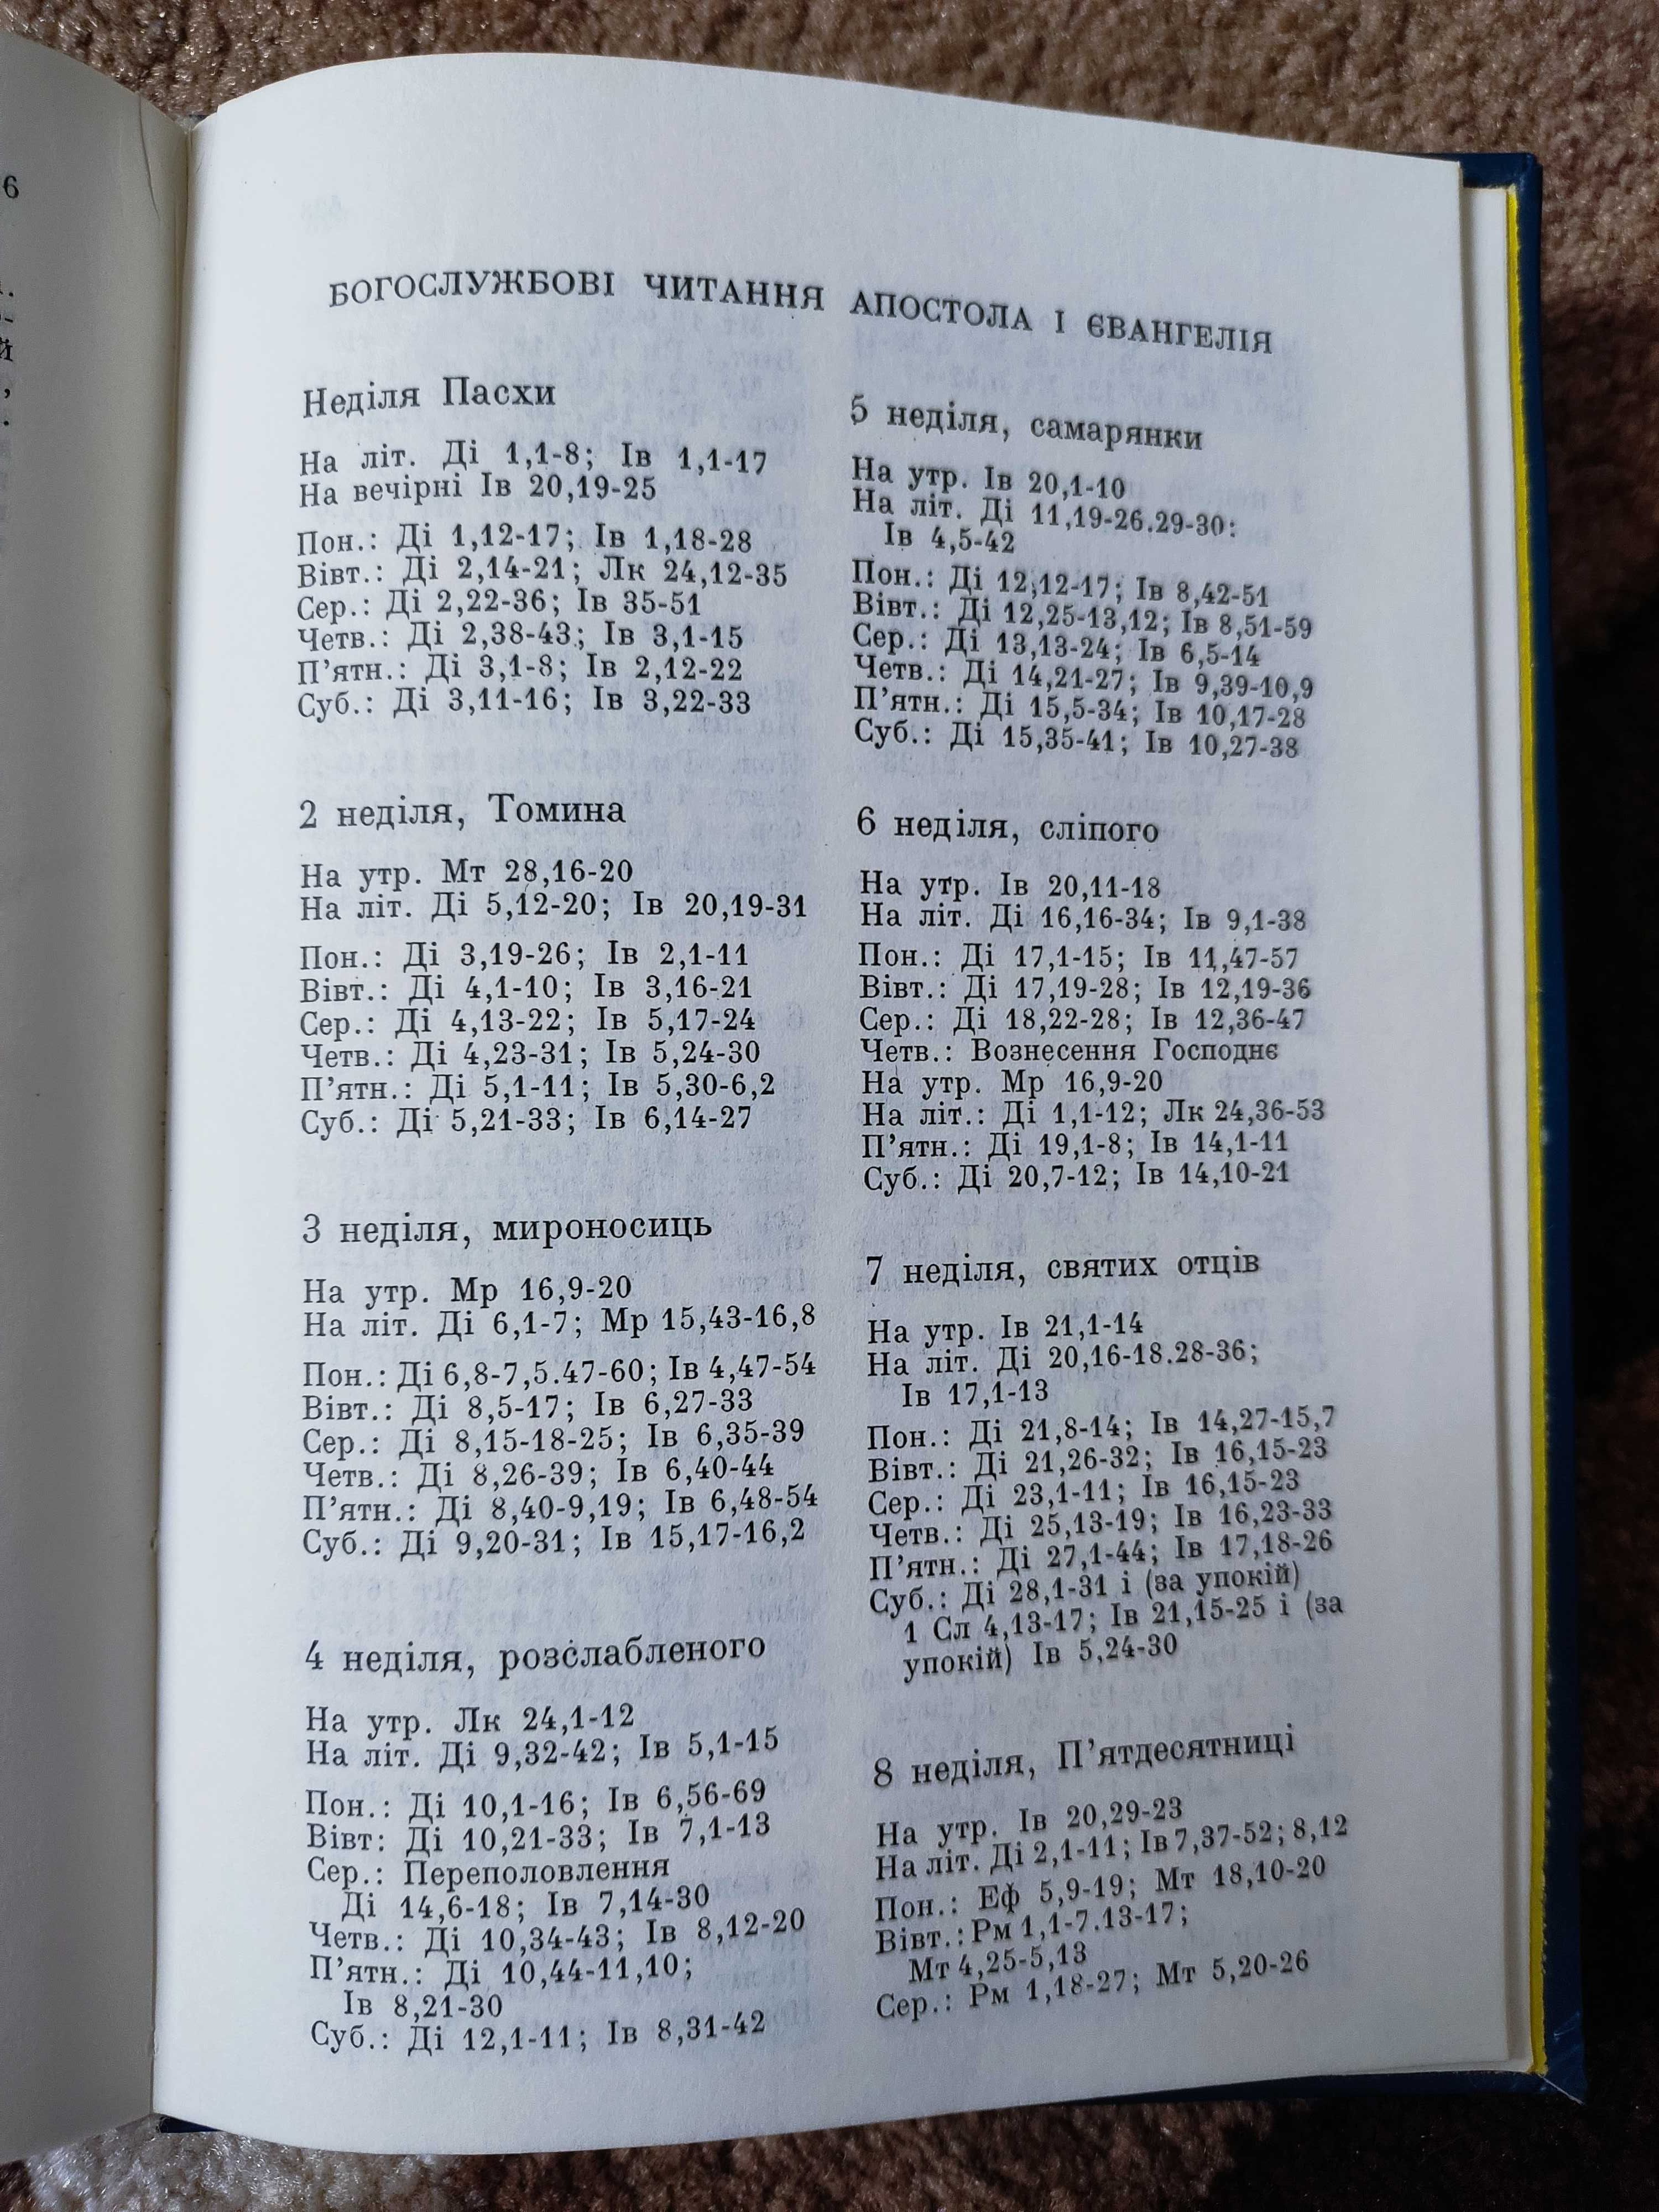 6
БОГОСЛУЖБОВІ ЧИТАННЯ АПОСТОЛА І ЄВАНГЕЛІЯ
Неділя Пасхи
На літ. Ді 1,1-8; Ів 1,1-17
На вечірні Ів 20,19-25
Пон.: Ді 1,12-17; Ів 1,18-28
Вівт.: Ді 2,14-21; Лк 24,12-35
Сер.: Ді 2,22-36; Ів 35-51
Четв.: Ді 2,38-43; Ів 3,1-15
П’ятн.: Ді 3,1-8; Ів 2,12-22
Суб.: Ді 3,11-16; Ів 3,22-33
2 неділя, Томина
На утр. Мт 28,16-20
На літ. Ді 5,12-20; Ів 20,19-31
Пон.: Ді 3,19-26; Ів 2,1-11
Вівт.: Ді 4,1-10; Ів 3,16-21
Сер.: Ді 4,13-22; Ів 5,17-24
Четв.: Ді 4,23-31; Ів 5,24-30
П’ятн.: Ді 5,1-11; Ів 5,30-6,2
Суб.: Ді 5,21-33; Ів 6,14-27
3 неділя, мироносиць
На утр. Мр 16,9-20
На літ. Ді 6,1-7; Мр 15,43-16,8
Пон.: Ді 6,8-7,5.47-60; Ів 4,47-54
Вівт.: Ді 8,5-17; Ів 6,27-33
Сер.: Ді 8,15-18-25; Ів 6,35-39
Четв.: Ді 8,26-39; Ів 6,40-44
П’ятн.: Ді 8,40-9,19; Ів 6,48-54
Суб.: Ді 9,20-31; Ів 15,17-16,2
4 неділя, розслабленого
На утр. Лк 24,1-12
На літ. Ді 9,32-42; Ів 5,1-15
Пон.: Ді 10,1-16; Ів 6,56-69
Вівт: Ді 10,21-33; Ів 7,1-13
Сер.: Переполовлення
Ді 14,6-18; Ів 7,14-30
Четв.: Ді 10,34-43; Ів 8,12-20
П’ятн.: Ді 10,44-11,10;
Ів 8,21-30
Суб.: Ді 12,1-11; Ів 8,31-42
5 неділя, самарянки
На утр. Ів 20,1-10
На літ. Ді 11,19-26.29-30:
Ів 4,5-42
Пон.: Ді 12,12-17; Ів 8,42-51
Вівт.: Ді 12,25-13,12; Ів 8,51-59
Сер.: Ді 13,13-24; Ів 6,5-14
Четв.: Ді 14,21-27; Ів 9,39-10,9
П’ятн.: Ді 15,5-34; Ів 10,17-28
Суб.: Ді 15,35-41; Ів 10,27-38
6 неділя, сліпого
На утр. Ів 20,11-18
На літ. Ді 16,16-34; Ів 9,1-38
Пон.: Ді 17,1-15; Ів 11,47-57
Вівт.: Ді 17,19-28; Ів 12,19-36
Сер.: Ді 18,22-28; Ів 12,36-47
Четв.: Вознесення Господнє
На утр. Мр 16,9-20
На літ.: Ді 1,1-12; Лк 24,36-53
П’ятн.: Ді 19,1-8; Ів 14,1-11
Суб.: Ді 20,7-12; Ів 14,10-21
7 неділя, святих отців
На утр. Ів 21,1-14
На літ. Ді 20,16-18.28-36;
Ів 17,1-13
Пон.: Ді 21,8-14; Ів 14,27-15,7
Вівт.: Ді 21,26-32; Ів 16,15-23
Сер.: Ді 23,1-11; Ів 16,15-23
Четв.: Ді 25,13-19; Ів 16,23-33
П’ятн.: Ді 27,1-44; Ів 17,18-26
Суб.: Ді 28,1-31 і (за упокій)
1 Сл 4,13-17; Ів 21,15-25 і (за
упокій) Ів 5,24-30
8 неділя, П’ятдесятниці
На утр. Ів 20,29-23
На літ. Ді 2,1-11; Ів 7,37-52; 8,12
Пон.: Еф 5,9-19; Мт 18,10-20
Вівт.: Рм 1,1-7.13-17;
Мт 4,25-5,13
Сер.: Рм 1,18-27; Мт 5,20-26